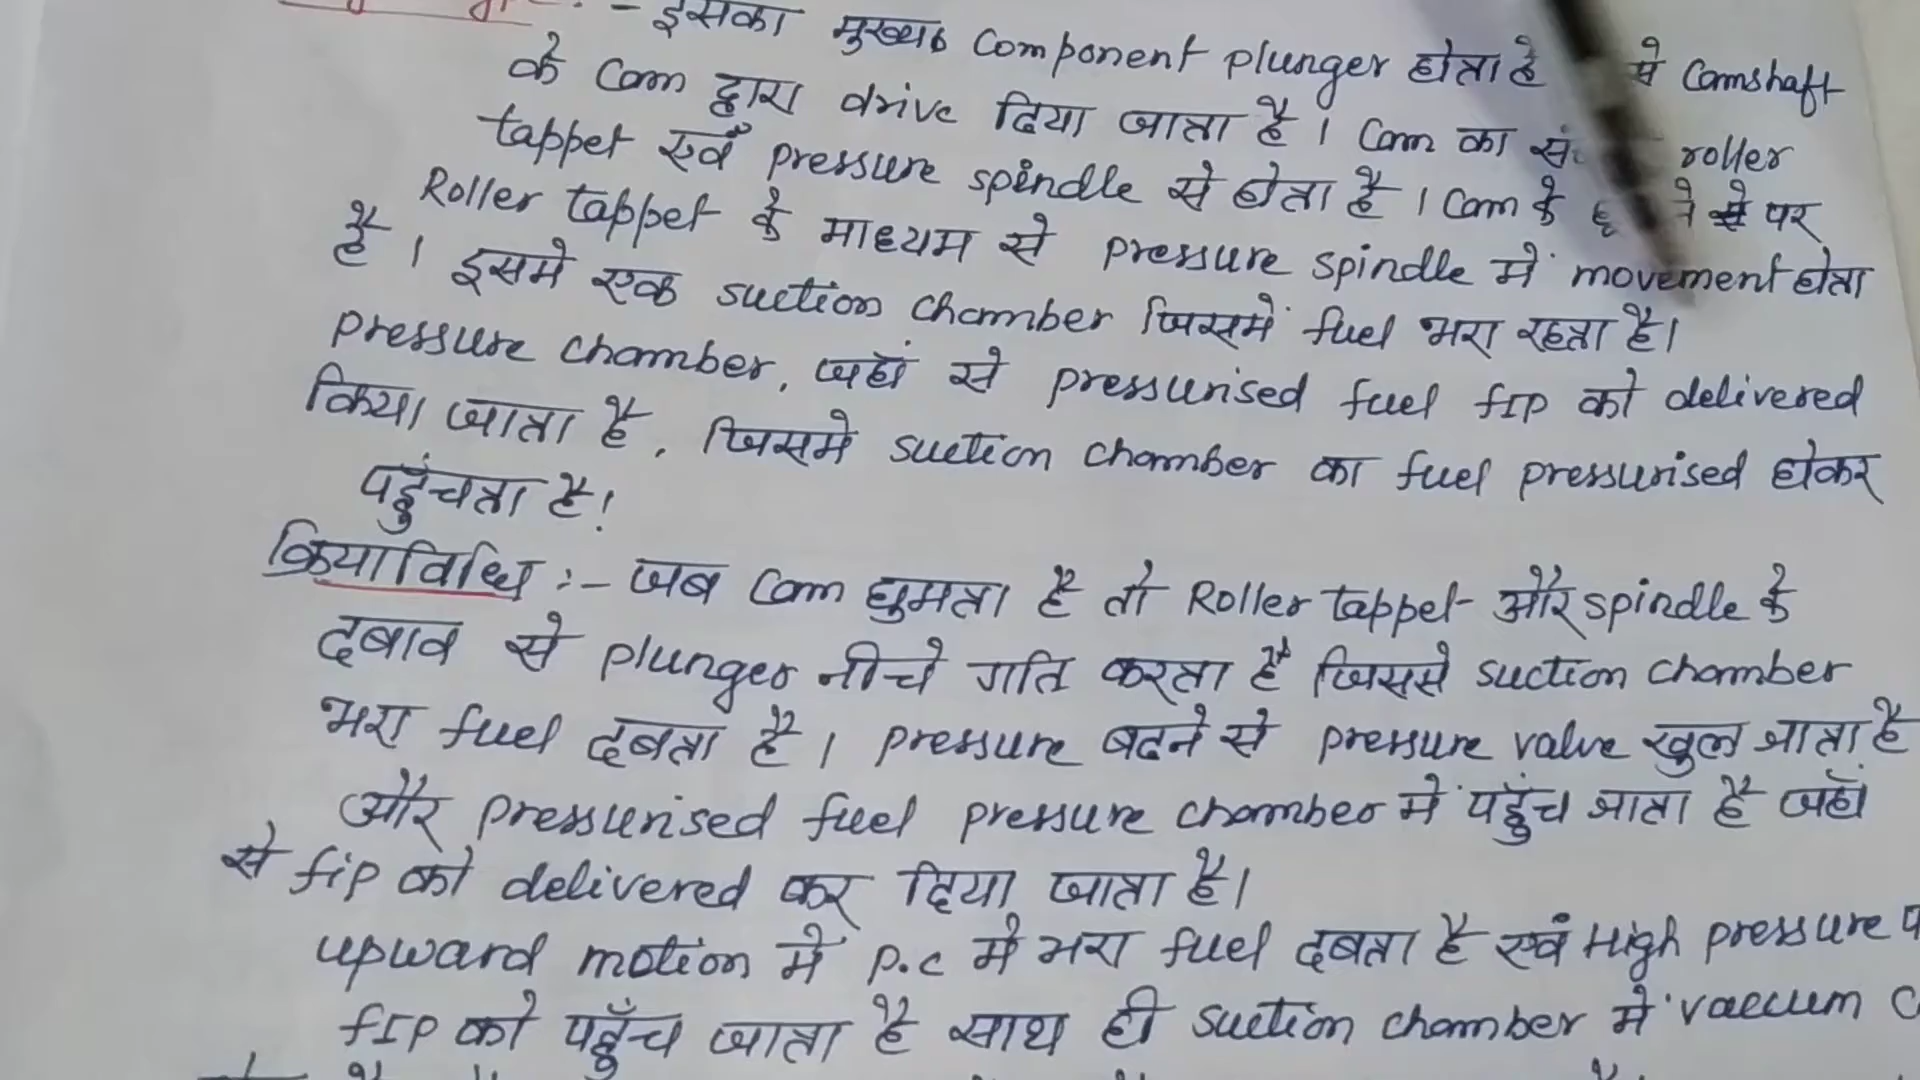 :- इसका मुख्य component plunger होता है से Camshaft
के Cam द्वारा drive दिया जाता है। Cam का roller
tappet एवँ pressure spindle से होता है। Cam के पर
Roller tappet के माध्यम से pressure spindle में movement होता
है। इसमे एक suction chamber जिसमें fuel भरा रहता है।
pressure chamber, जहां से pressurised fuel fIP को delivered
किया जाता है, जिसमे suction chamber का fuel pressurised होकर
पहुँचता है!
क्रियाविधि :- जब Cam घुमता है तो Roller tappet और spindle के
दबाव से plunger नीचे गति करता है जिससे suction chamber
भरा fuel दबता है। pressure बढने से pressure valve खुल जाता है
और pressurised fuel pressure chamber में पहुँच जाता है जहाँ
से fip को delivered कर दिया जाता है।
upward motion में P.C में भरा fuel दबता है एवं High pressure
fIP को पहुँच जाता है साथ ही suction chamber में vaccum